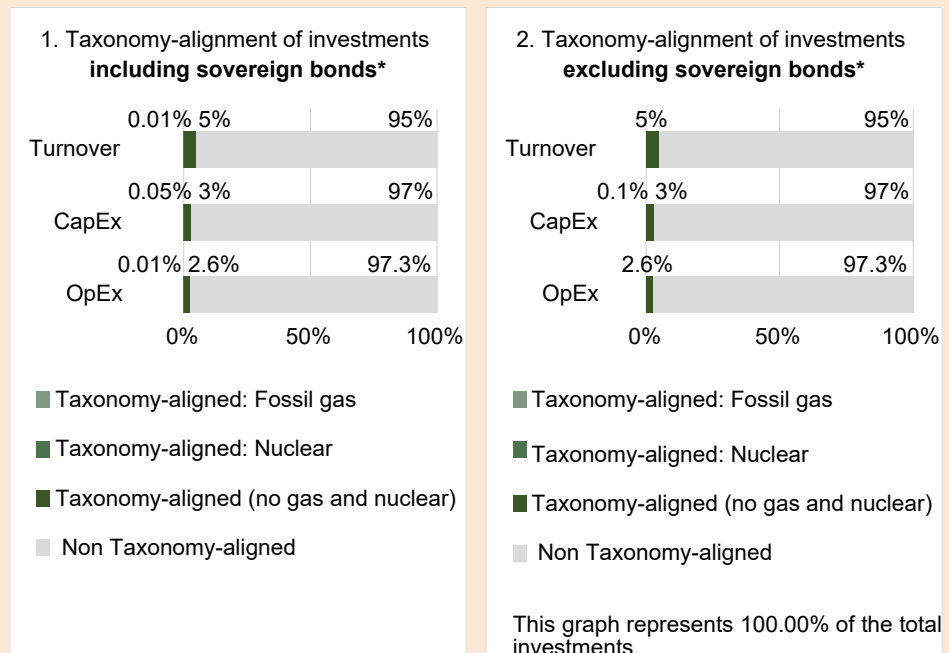 1. Taxonomy-alignment of investments
including sovereign bonds*
0.01% 5% 95%
Turnover
0.05% 3% 97%
CapEx
0.01% 2.6% 97.3%
OpEx
0% 50% 100%
Taxonomy-aligned: Fossil gas
Taxonomy-aligned: Nuclear
Taxonomy-aligned (no gas and nuclear)
Non Taxonomy-aligned
2. Taxonomy-alignment of investments
excluding sovereign bonds*
5% 95%
Turnover
0.1% 3% 97%
CapEx
2.6% 97.3%
OpEx
0% 50% 100%
Taxonomy-aligned: Fossil gas
Taxonomy-aligned: Nuclear
Taxonomy-aligned (no gas and nuclear)
Non Taxonomy-aligned
This graph represents 100.00% of the total
investments.